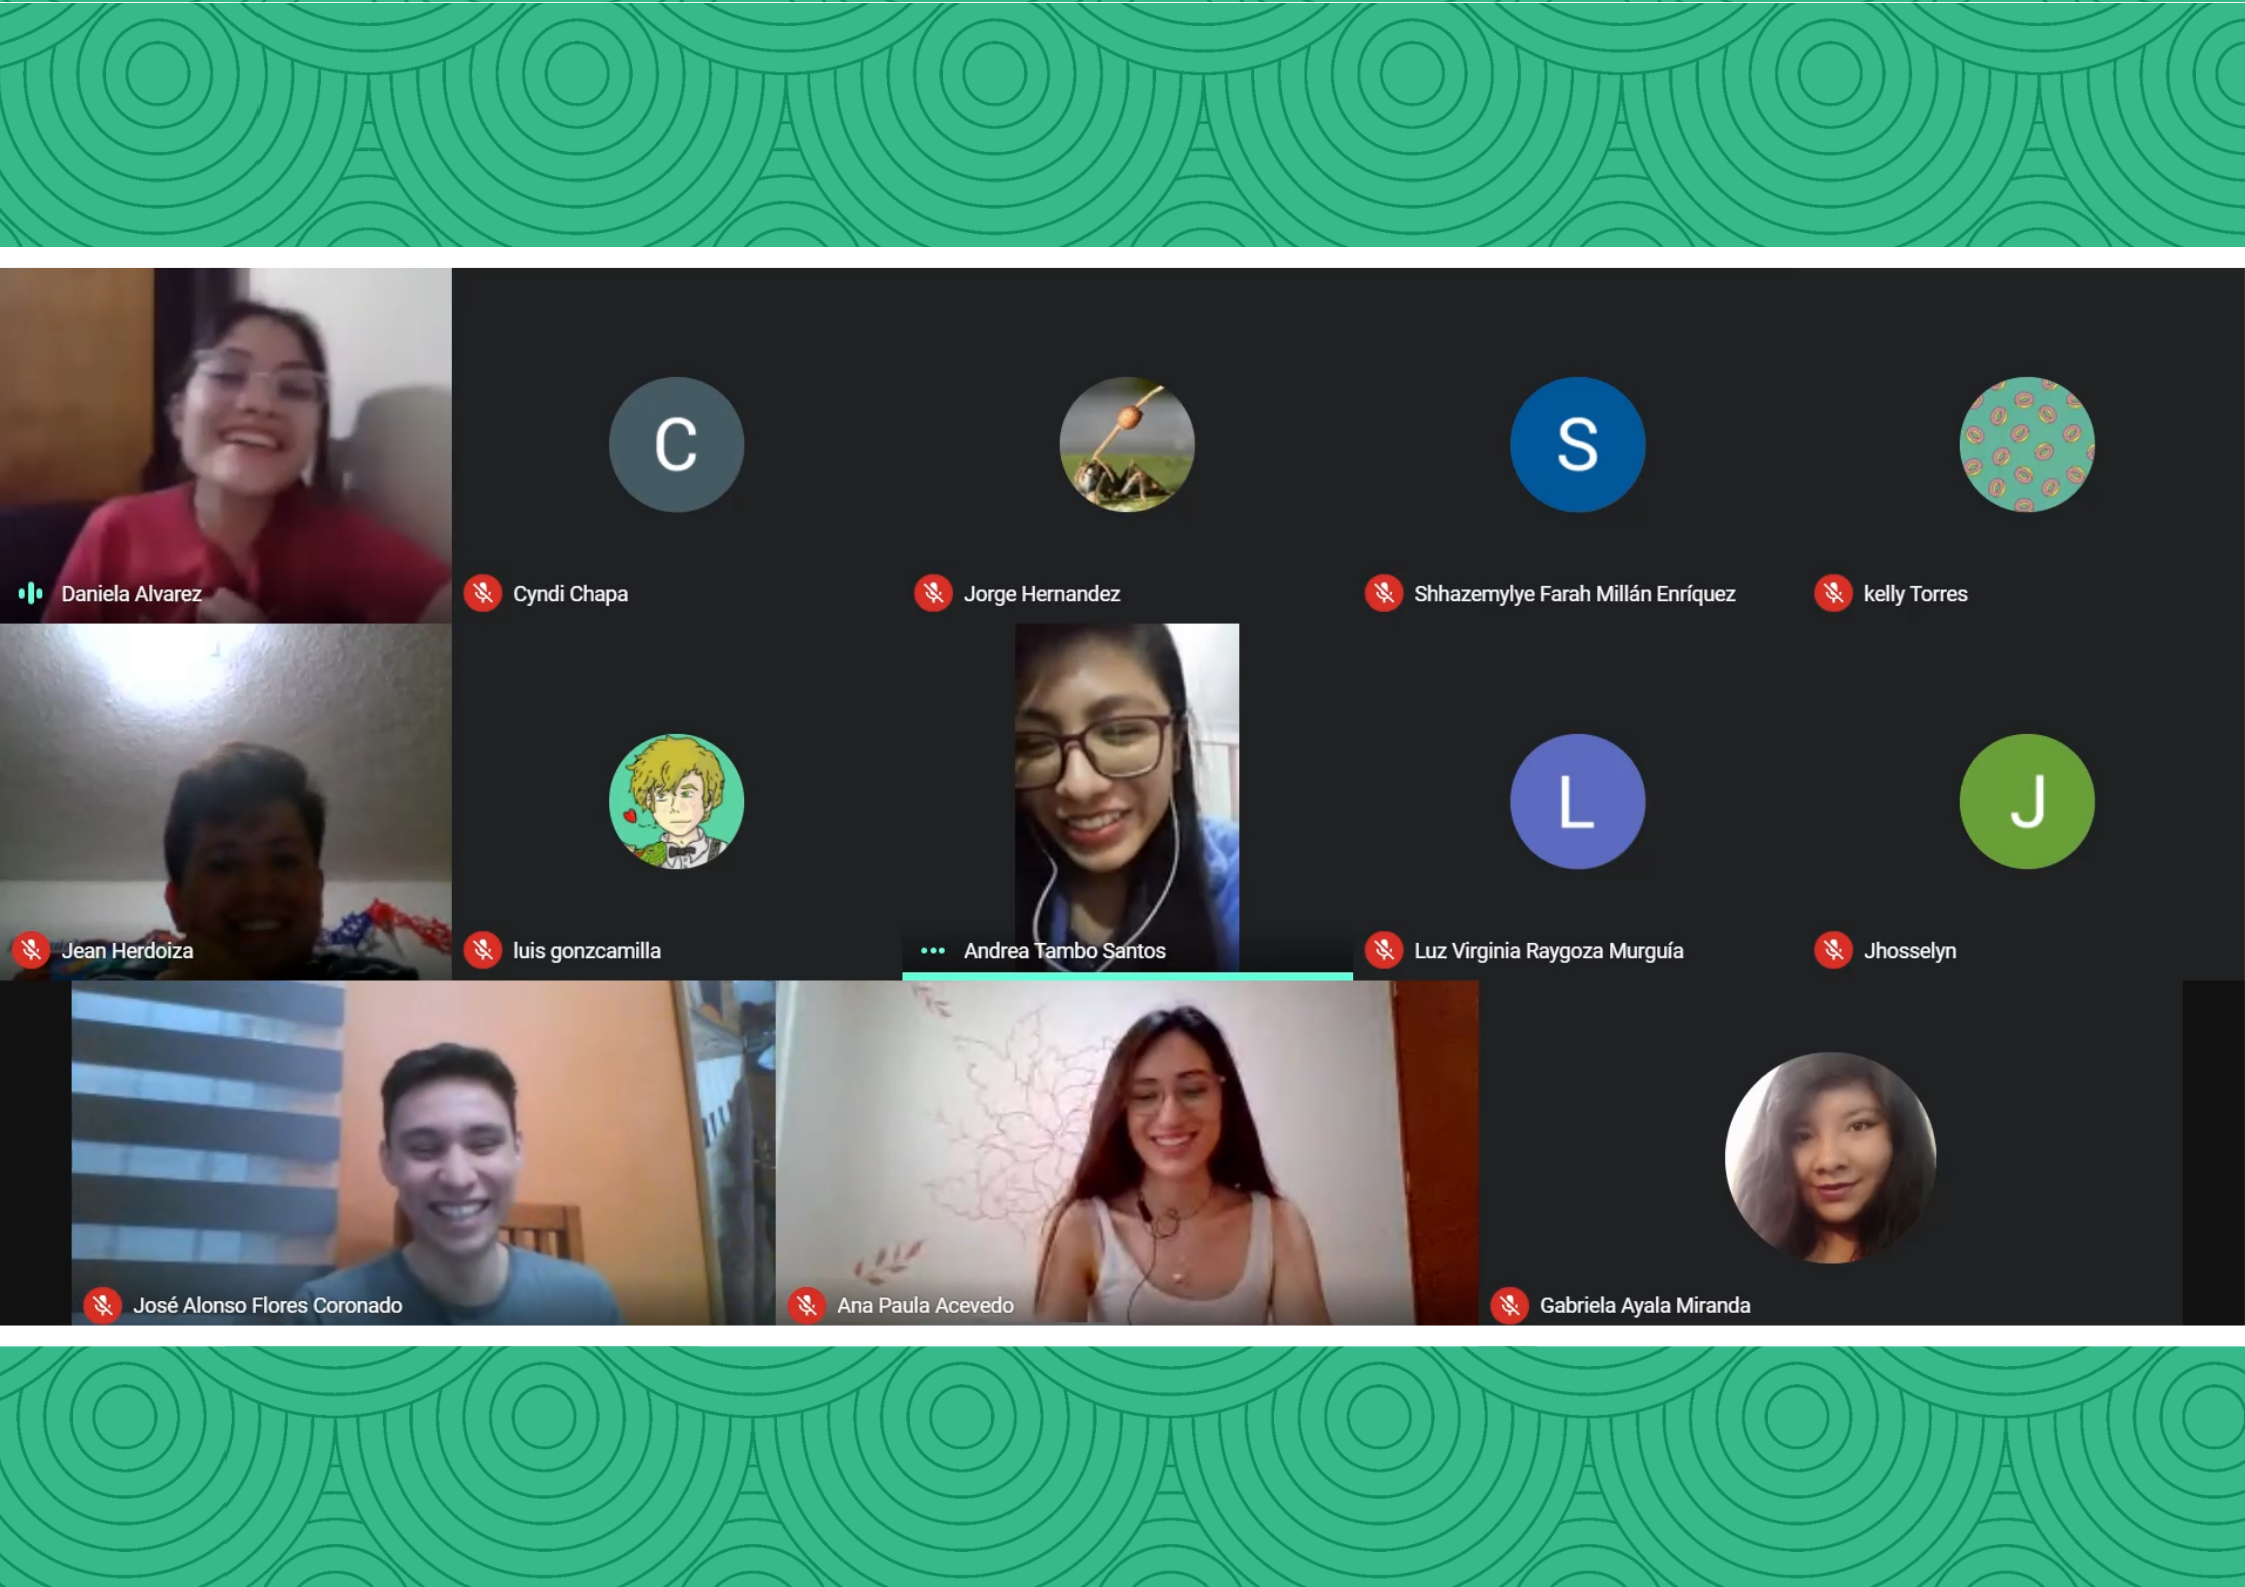 C
S
Daniela Alvarez
Cyndi Chapa
Jorge Hernandez
Shhazemylye Farah Millán Enríquez
kelly Torres
L
J
Jean Herdoiza
luis gonzcamilla
Andrea Tambo Santos
Luz Virginia Raygoza Murguía
Jhosselyn
José Alonso Flores Coronado
Ana Paula Acevedo
Gabriela Ayala Miranda